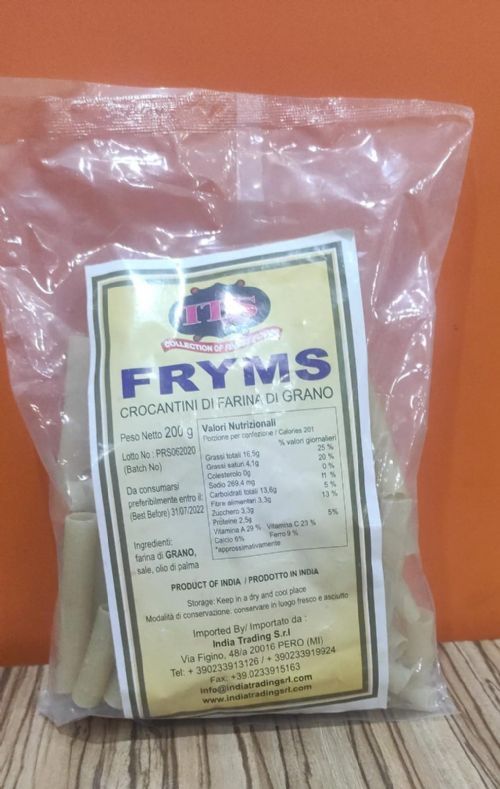 ITS
COLLECTION OF FINEST FOOD
FRYMS
CROCANTINI DI FARINA DI GRANO
Peso Netto 200 g
Lotto No : PRS062020
(Batch No)
Da consumarsi
preferibilmente entro il:
(Best Before) 31/07/2022
Ingredienti:
farina di GRANO,
sale, olio di palma
Valori Nutrizionali
Porzione per confezione / Calories 201
% valori giornalieri
Grassi totali 16,5g 25 %
Grassi saturi 4,1g 20 %
Colesterolo 0g 0 %
Sodio 269.4 mg 11 %
Carboidrati totali 13,6g 5 %
Fibre alimentari 3,3g 13 %
Zucchero 3,3g
Proteine 2,5g 5%
Vitamina A 29 % Vitamina C 23 %
Calcio 6% Ferro 9 %
*approssimativamente
PRODUCT OF INDIA / PRODOTTO IN INDIA
Storage: Keep in a dry and cool place
Modalità di conservazione: conservare in luogo fresco e asciutto
Imported By/ Importato da :
India Trading S.r.l
Via Figino, 48/a 20016 PERO (MI)
Tel: + 390233913126 / +390233919924
Fax: +39.0233915163
info@indiatradingsrl.com
www.indiatradingsrl.com